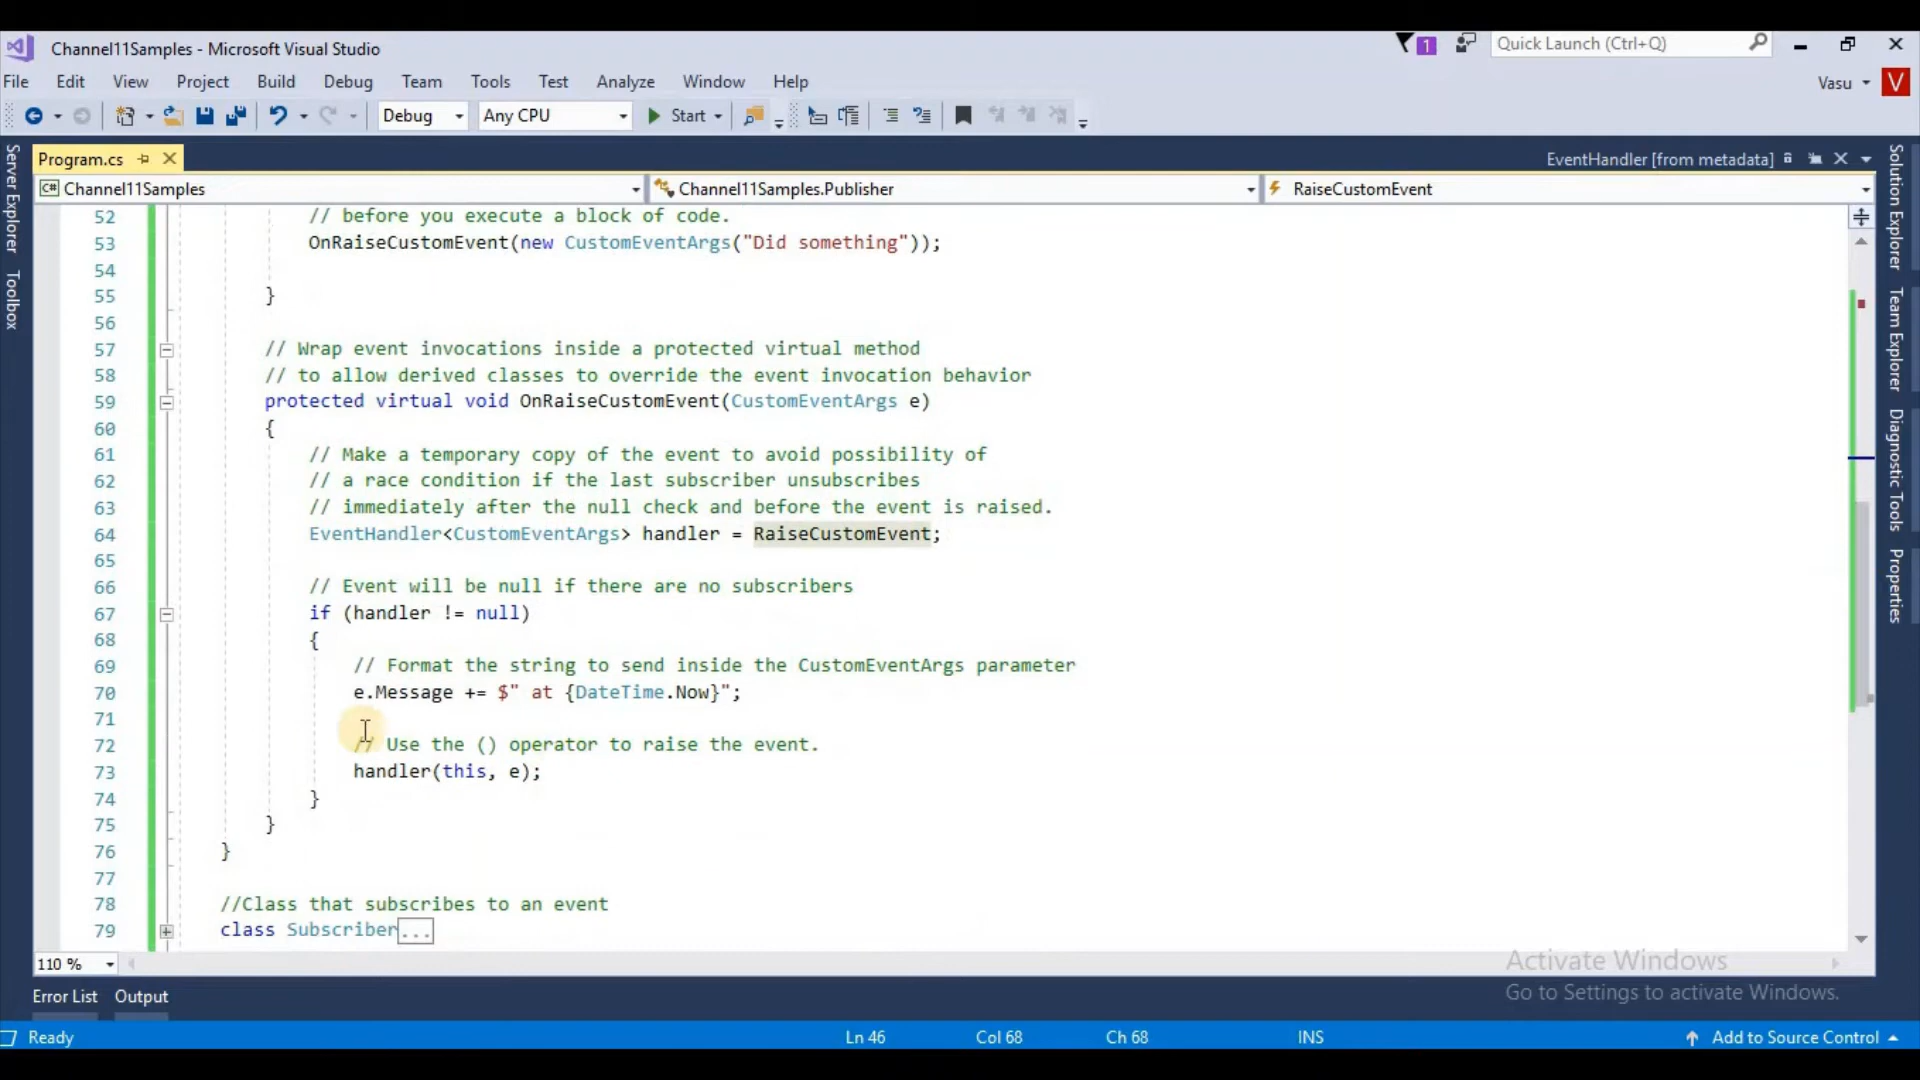 Channel11Samples - Microsoft Visual Studio
1
Quick Launch (Ctrl+Q)
File Edit View Project Build Debug Team Tools Test Analyze Window Help
Vasu V
Debug Any CPU Start
Program.cs
EventHandler [from metadata]
C# Channel11Samples Channel11Samples.Publisher RaiseCustomEvent
Server Explorer
Toolbox
52 // before you execute a block of code.
53 OnRaiseCustomEvent(new CustomEventArgs("Did something"));
54
55 }
56
57 // Wrap event invocations inside a protected virtual method
58 // to allow derived classes to override the event invocation behavior
59 protected virtual void OnRaiseCustomEvent(CustomEventArgs e)
60 {
61 // Make a temporary copy of the event to avoid possibility of
62 // a race condition if the last subscriber unsubscribes
63 // immediately after the null check and before the event is raised.
64 EventHandler<CustomEventArgs> handler = RaiseCustomEvent;
65
66 // Event will be null if there are no subscribers
67 if (handler != null)
68 {
69 // Format the string to send inside the CustomEventArgs parameter
70 e.Message += $" at {DateTime.Now}";
71
72 // Use the () operator to raise the event.
73 handler(this, e);
74 }
75 }
76 }
77
78 //Class that subscribes to an event
79 class Subscriber...
Solution Explorer
Team Explorer
Diagnostic Tools
Properties
110 %
Activate Windows
Go to Settings to activate Windows.
Error List Output
Ready Ln 46 Col 68 Ch 68 INS Add to Source Control